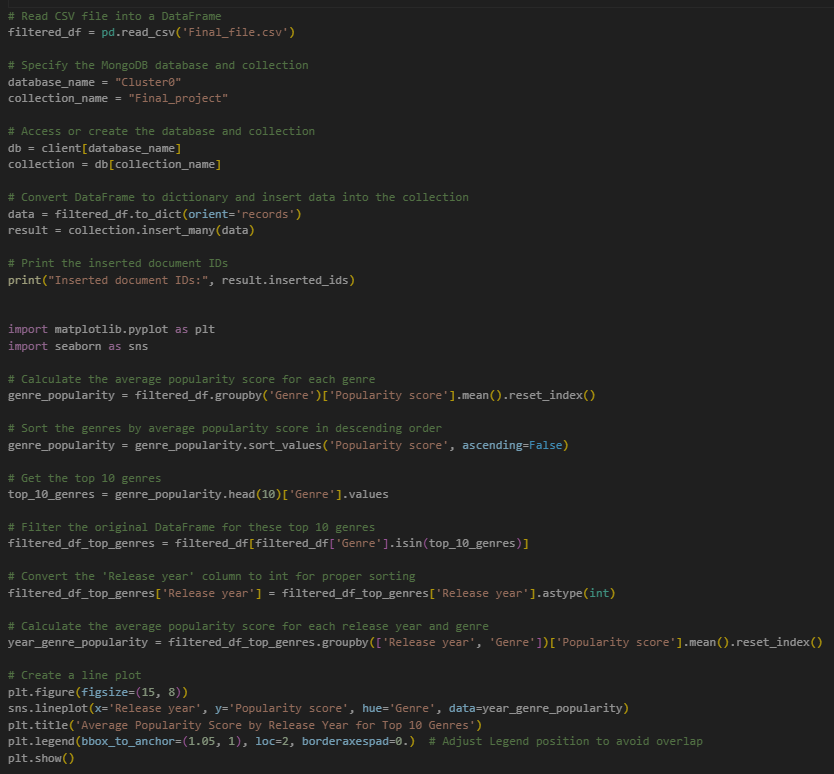 # Read CSV file into a DataFrame
filtered_df = pd.read_csv('Final_file.csv')
# Specify the MongoDB database and collection
database_name = "Cluster0"
collection_name = "Final_project"
# Access or create the database and collection
db = client[database_name]
collection = db[collection_name]
# Convert DataFrame to dictionary and insert data into the collection
data = filtered_df.to_dict(orient='records')
result = collection.insert_many(data)
# Print the inserted document IDs
print("Inserted document IDs:", result.inserted_ids)
import matplotlib.pyplot as plt
import seaborn as sns
# Calculate the average popularity score for each genre
genre_popularity = filtered_df.groupby('Genre')['Popularity score'].mean().reset_index()
# Sort the genres by average popularity score in descending order
genre_popularity = genre_popularity.sort_values('Popularity score', ascending=False)
# Get the top 10 genres
top_10_genres = genre_popularity.head(10)['Genre'].values
# Filter the original DataFrame for these top 10 genres
filtered_df_top_genres = filtered_df[filtered_df['Genre'].isin(top_10_genres)]
# Convert the 'Release year' column to int for proper sorting
filtered_df_top_genres['Release year'] = filtered_df_top_genres['Release year'].astype(int)
# Calculate the average popularity score for each release year and genre
year_genre_popularity = filtered_df_top_genres.groupby(['Release year', 'Genre'])['Popularity score'].mean().reset_index()
# Create a line plot
plt.figure(figsize=(15, 8))
sns.lineplot(x='Release year', y='Popularity score', hue='Genre', data=year_genre_popularity)
plt.title('Average Popularity Score by Release Year for Top 10 Genres')
plt.legend(bbox_to_anchor=(1.05, 1), loc=2, borderaxespad=0.)  # Adjust Legend position to avoid overlap
plt.show()